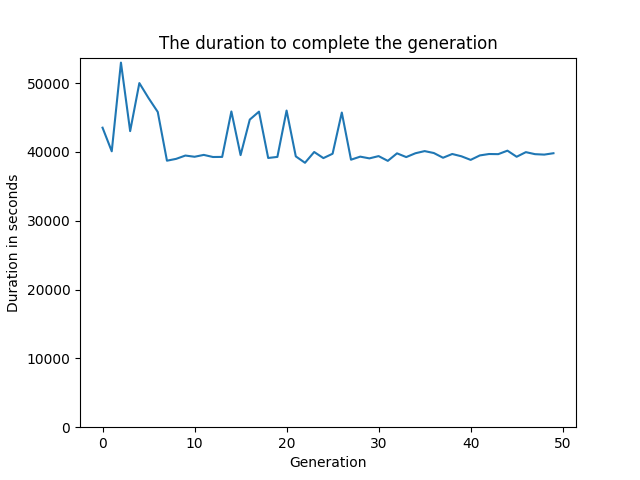 The duration to complete the generation
Duration in seconds
50000
40000
30000
20000
10000
0
0 10 20 30 40 50
Generation